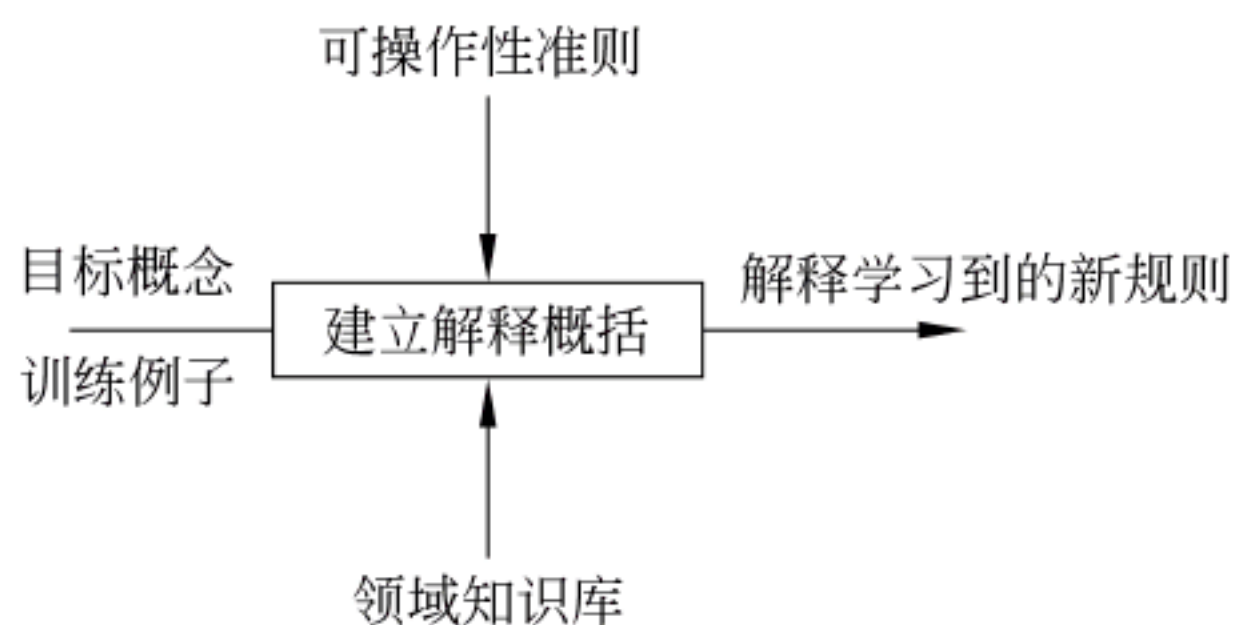 可操作性准则
目标概念
训练例子
建立解释概括
解释学习到的新规则
领域知识库